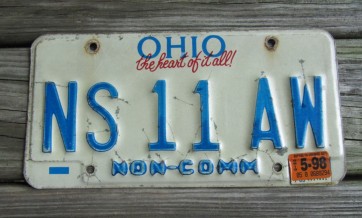 OHIO
the heart of it all!
NS 11 AW
NON-COMM
5-98